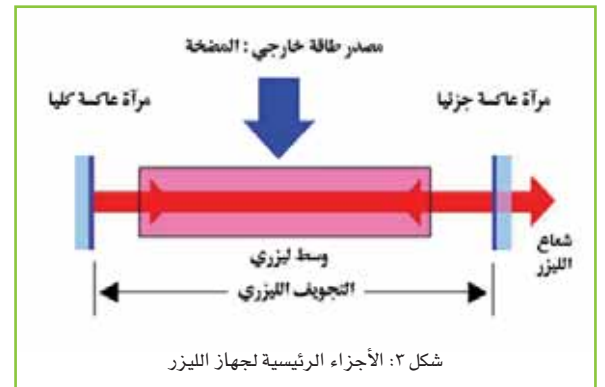 مصدر طاقة خارجي : المضخة
مرآة عاكسة كليا
مرآة عاكسة جزئيا
شعاع
الليزر
وسط ليزري
التجويف الليزري
شكل ٣: الأجزاء الرئيسية لجهاز الليزر